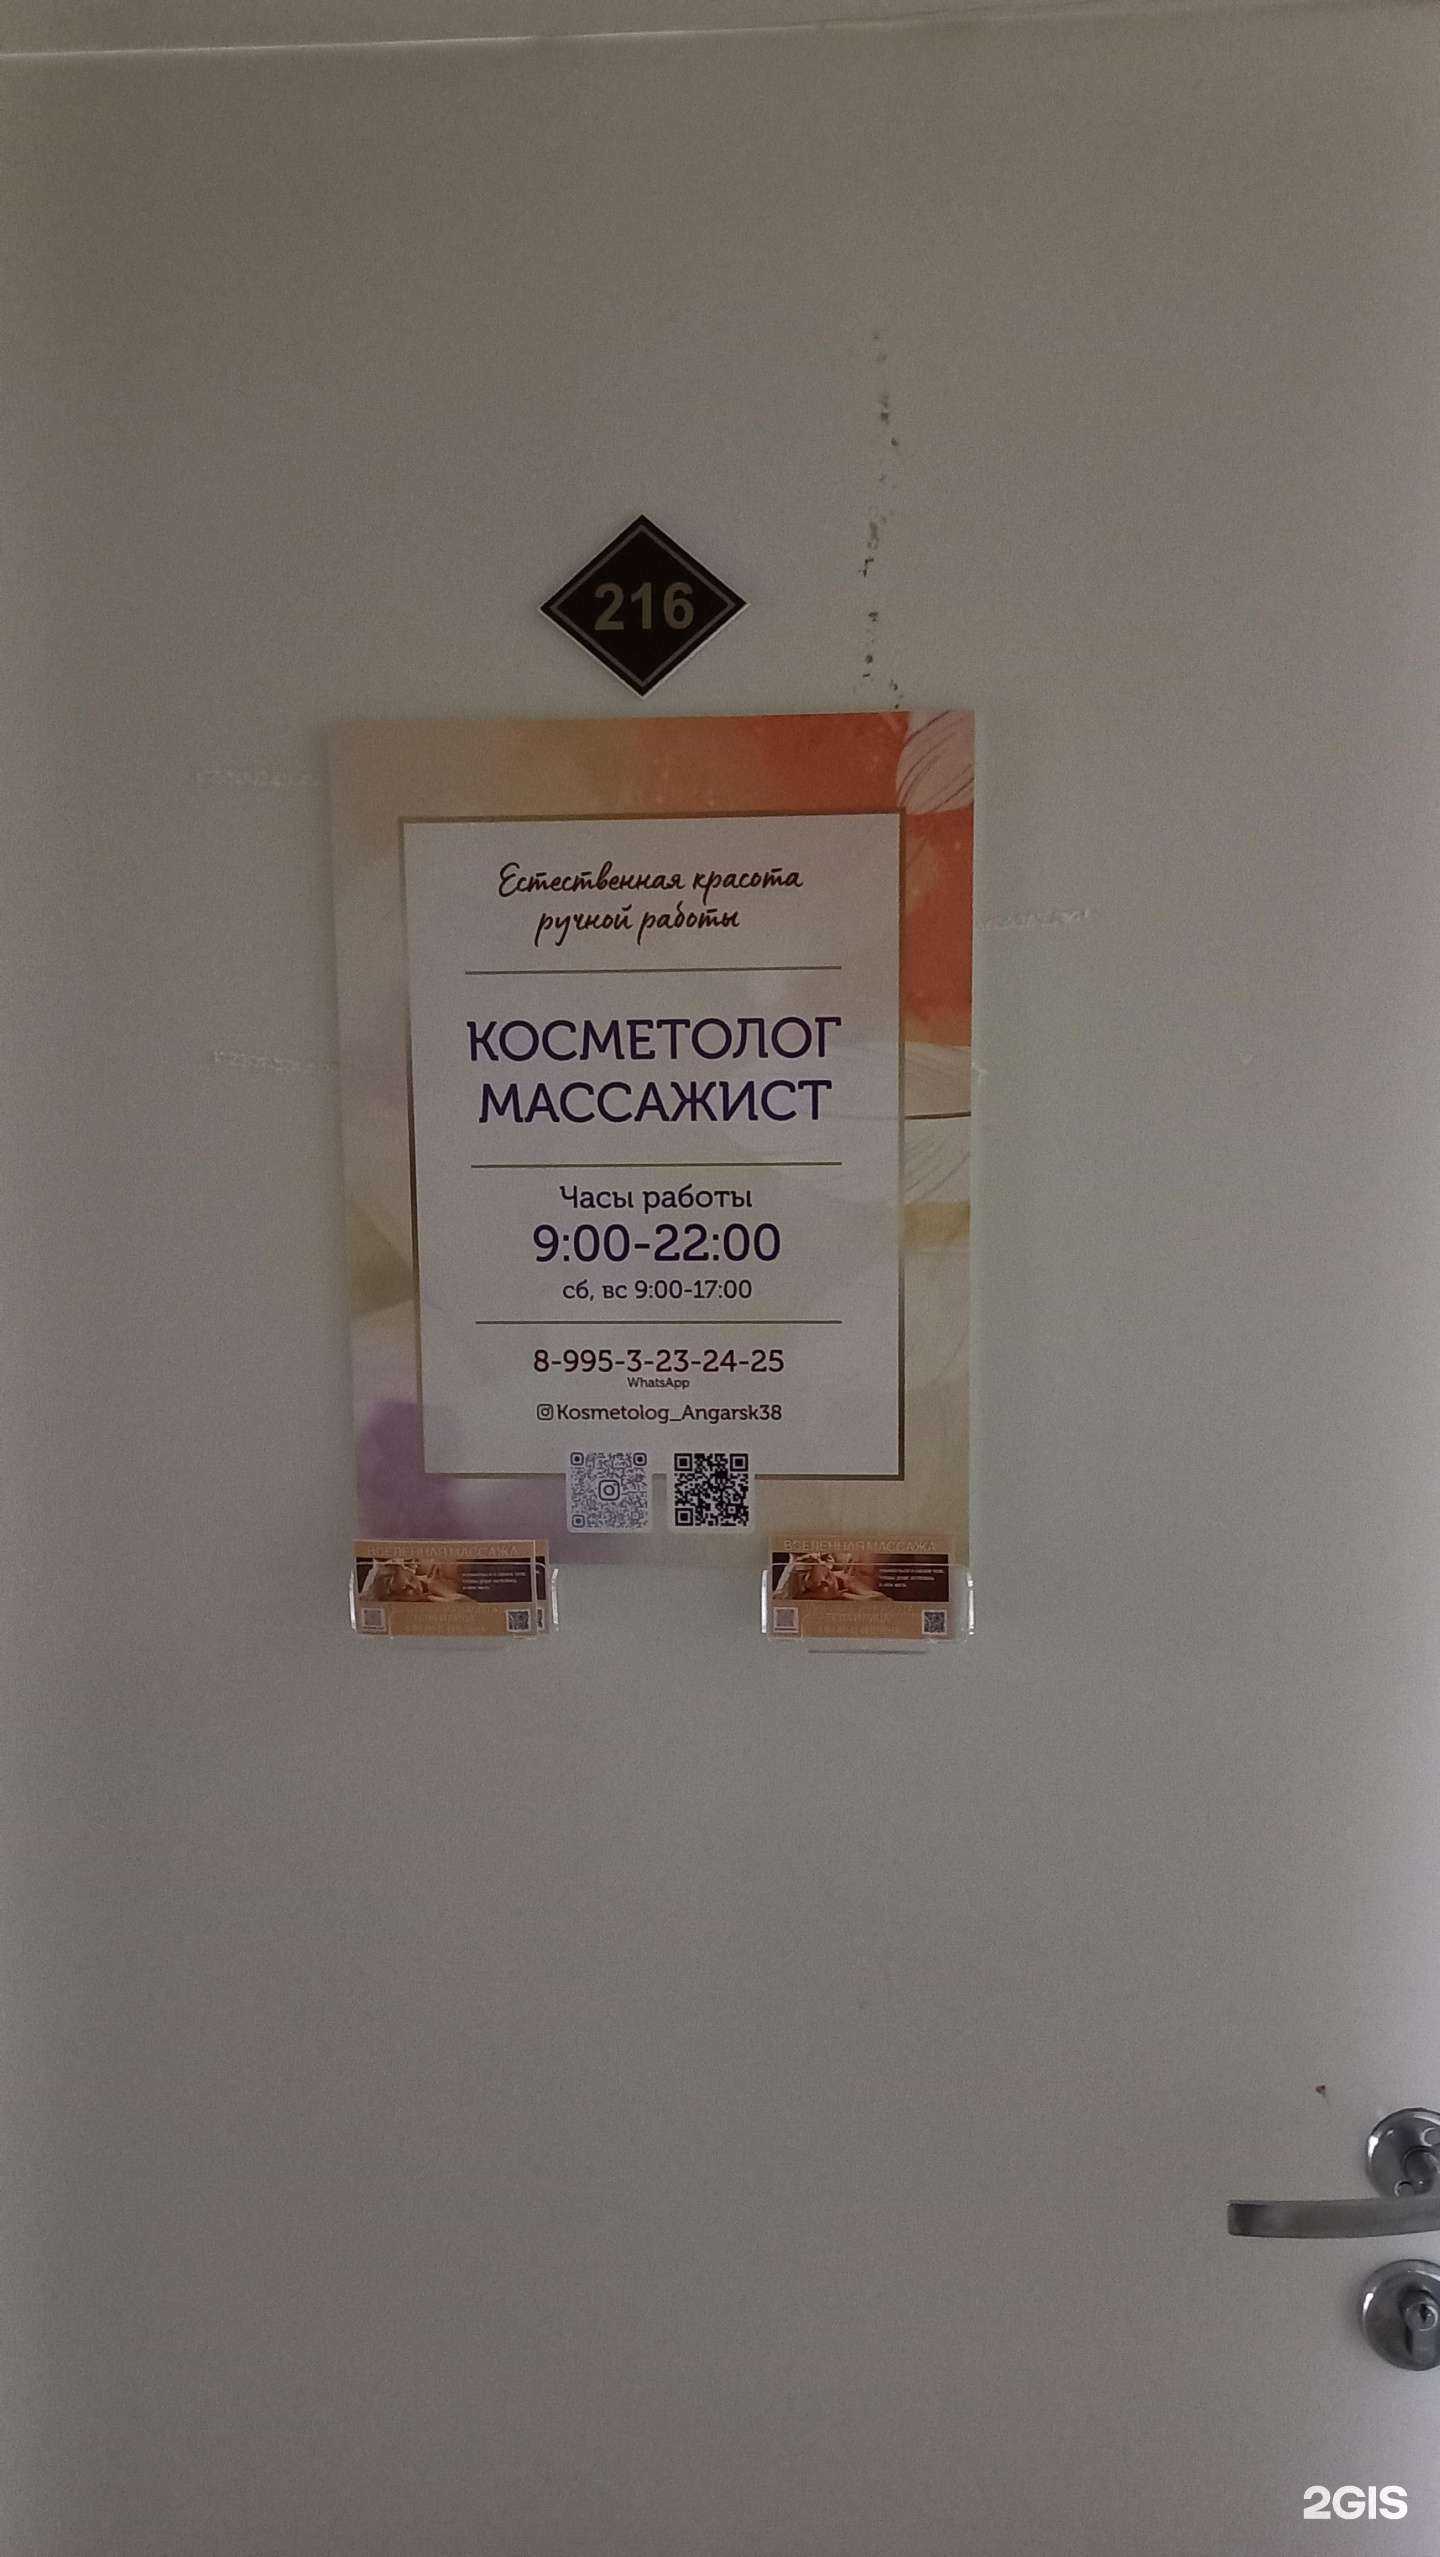 216
Естественная красота
ручной работы
КОСМЕТОЛОГ
МАССАЖИСТ
Часы работы
9:00-22:00
сб, вс 9:00-17:00
8-995-3-23-24-25
WhatsApp
Kosmetolog_Angarsk38
ВСЕЛЕННАЯ МАССАЖА
ВСЕЛЕННАЯ МАССАЖА
2GIS